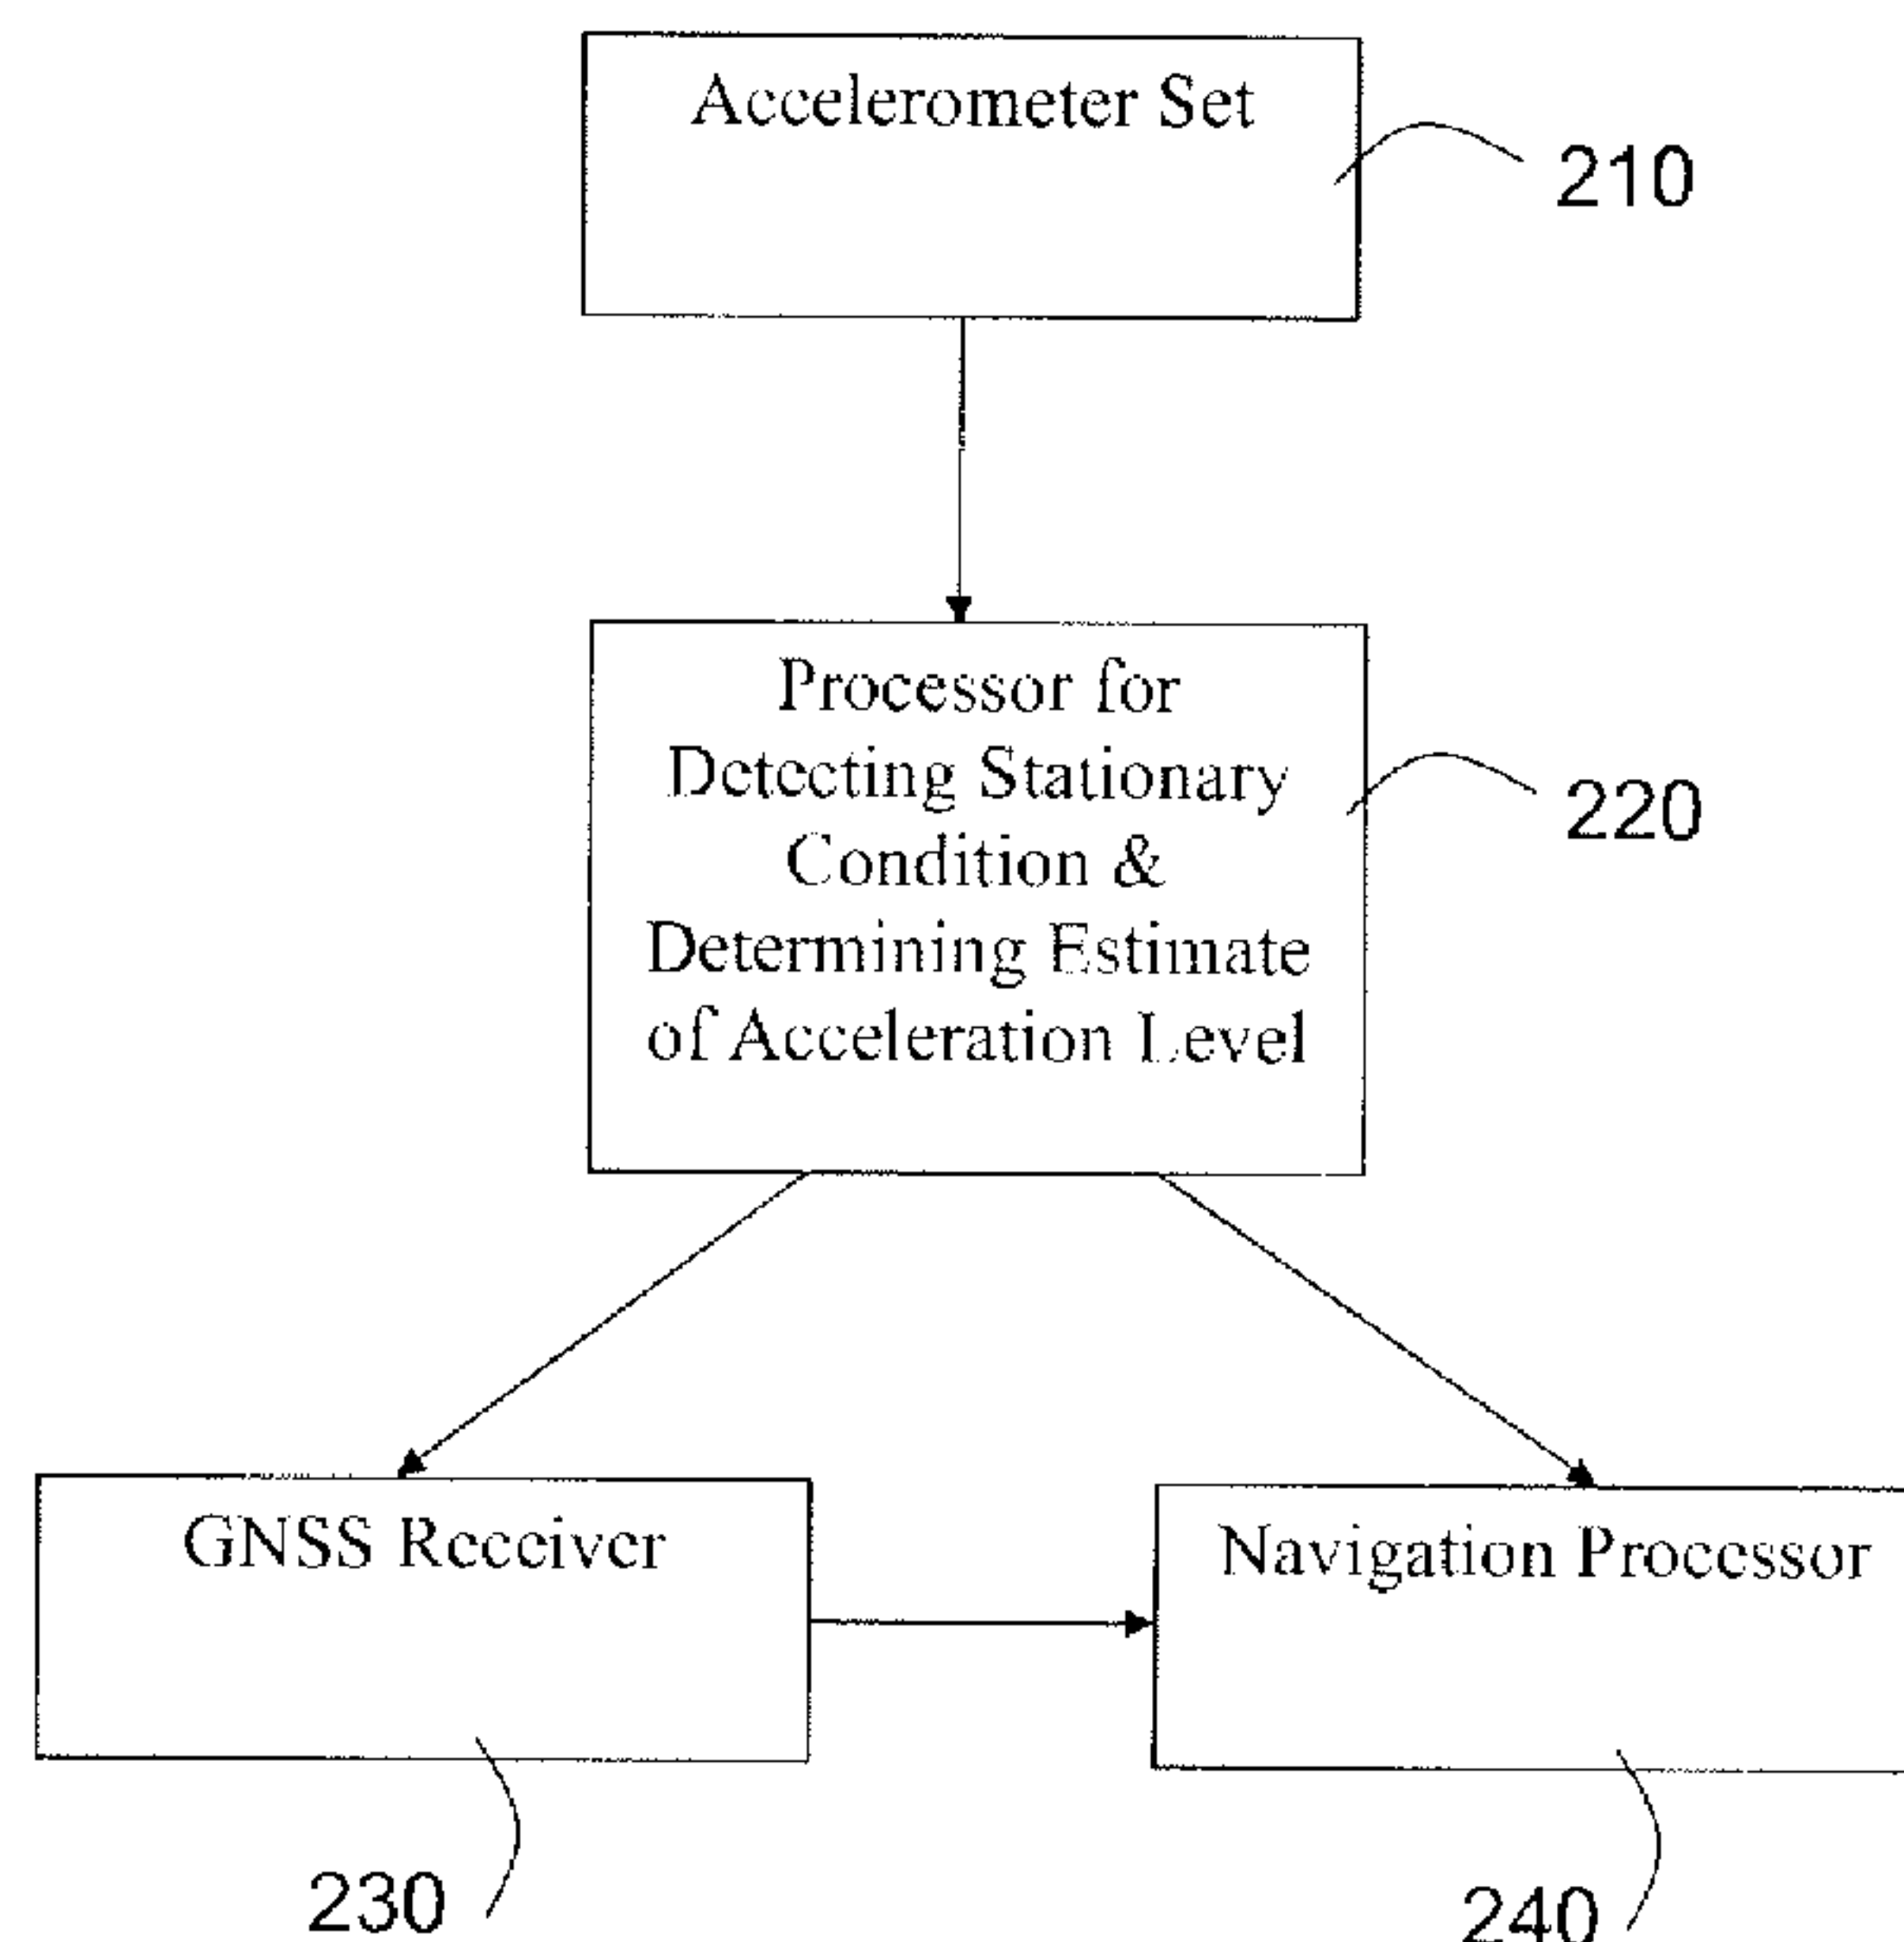 Accelerometer Set
210
Processor for
Detecting Stationary
Condition &
Determining Estimate
of Acceleration Level
220
GNSS Receiver
Navigation Processor
230
240